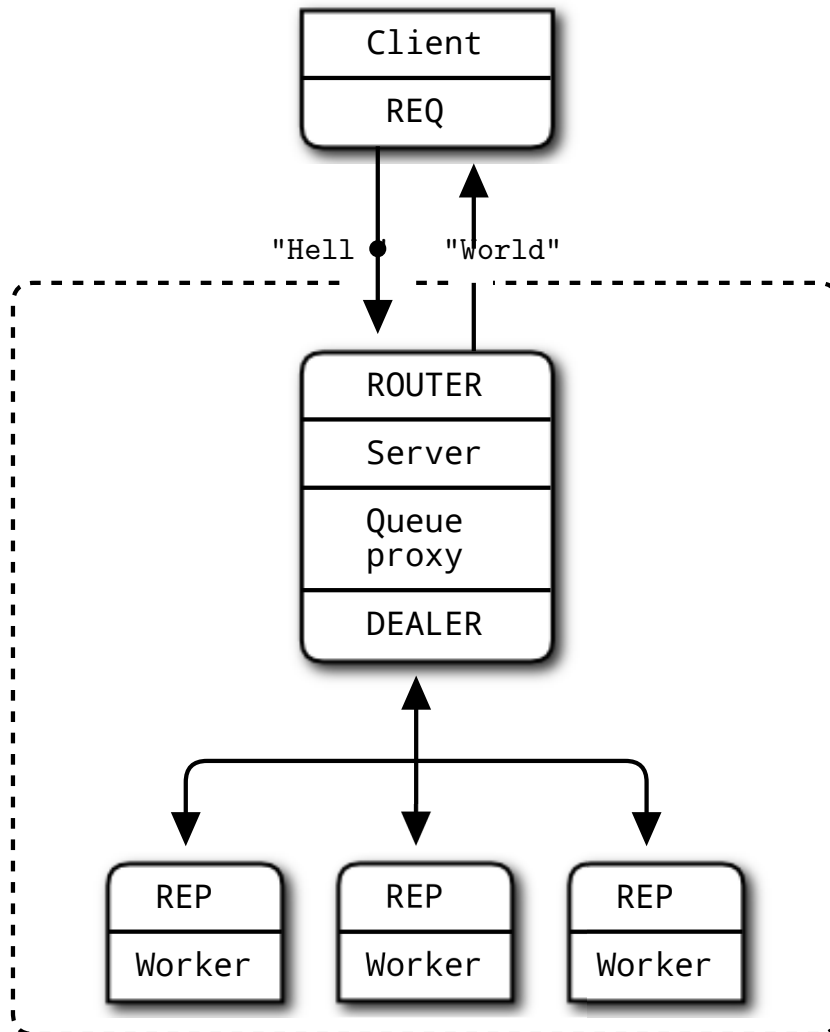 Client
REQ
"Hell
"World"
ROUTER
Server
Queue
proxy
DEALER
REP
REP
REP
Worker
Worker
Worker